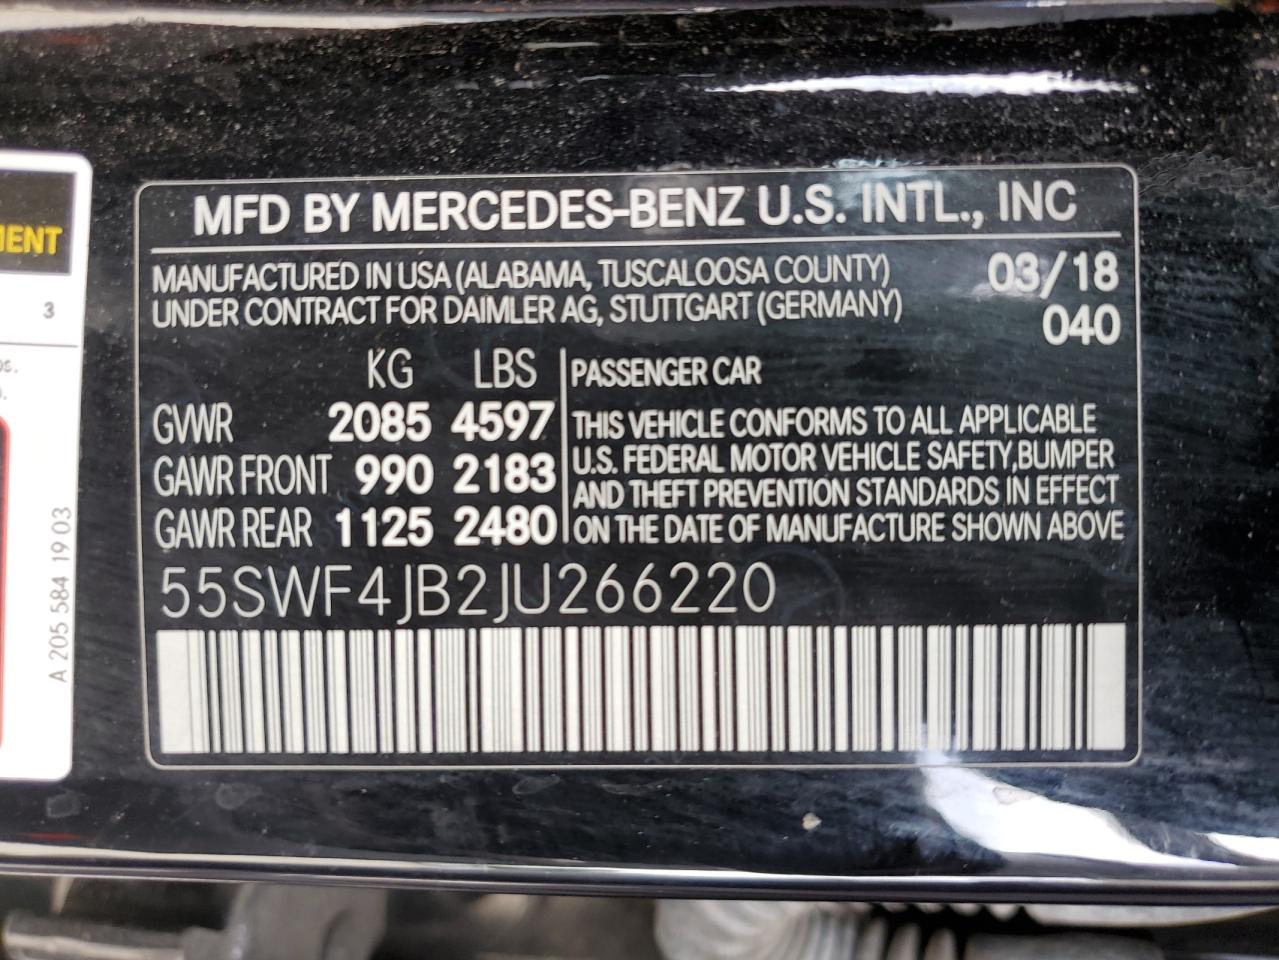 MFD BY MERCEDES-BENZ U.S. INTL., INC
MANUFACTURED IN USA (ALABAMA, TUSCALOOSA COUNTY) 03/18
UNDER CONTRACT FOR DAIMLER AG, STUTTGART (GERMANY) 040
KG LBS
GVWR 2085 4597
GAWR FRONT 990 2183
GAWR REAR 1125 2480
PASSENGER CAR
THIS VEHICLE CONFORMS TO ALL APPLICABLE
U.S. FEDERAL MOTOR VEHICLE SAFETY,BUMPER
AND THEFT PREVENTION STANDARDS IN EFFECT
ON THE DATE OF MANUFACTURE SHOWN ABOVE
55SWF4JB2JU266220
3
A 205 584 19 03